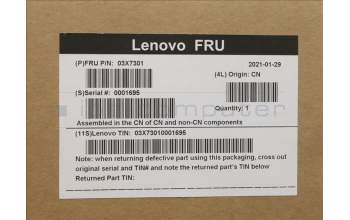 Lenovo FRU
(P)FRU P/N: 03X7301
2021-01-29
(4L) Origin: CN
(S)Serial #: 0001695
Quantity: 1
Assembled in the CN of CN and non-CN components
(11S)Lenovo TIN: 03X73010001695
Note: when returning defective part using this packaging, cross out
original serial and TIN# and note the returned part's TIN below
Returned Part TIN: